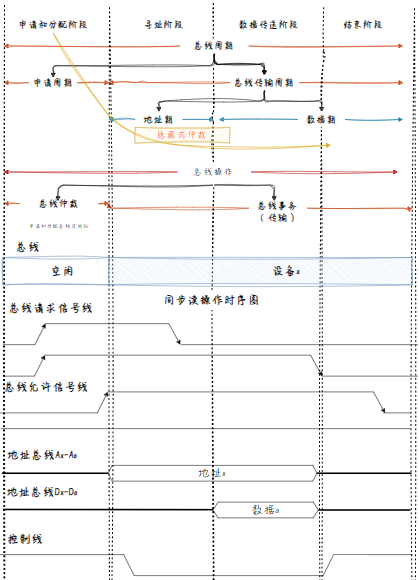 申请和分配阶段 寻址阶段 数据传送阶段 结果阶段
总线周期
申请周期 总线传输周期
地址期 数据期
隐藏式仲裁
总线操作
总线仲裁 总线事务
(传输)
申请和分配总线使用权
总线
空闲 设备x
同步读操作时序图
总线请求信号线
总线允许信号线
地址总线Ax-A0
地址x
地址总线Dx-D0
数据a
控制线